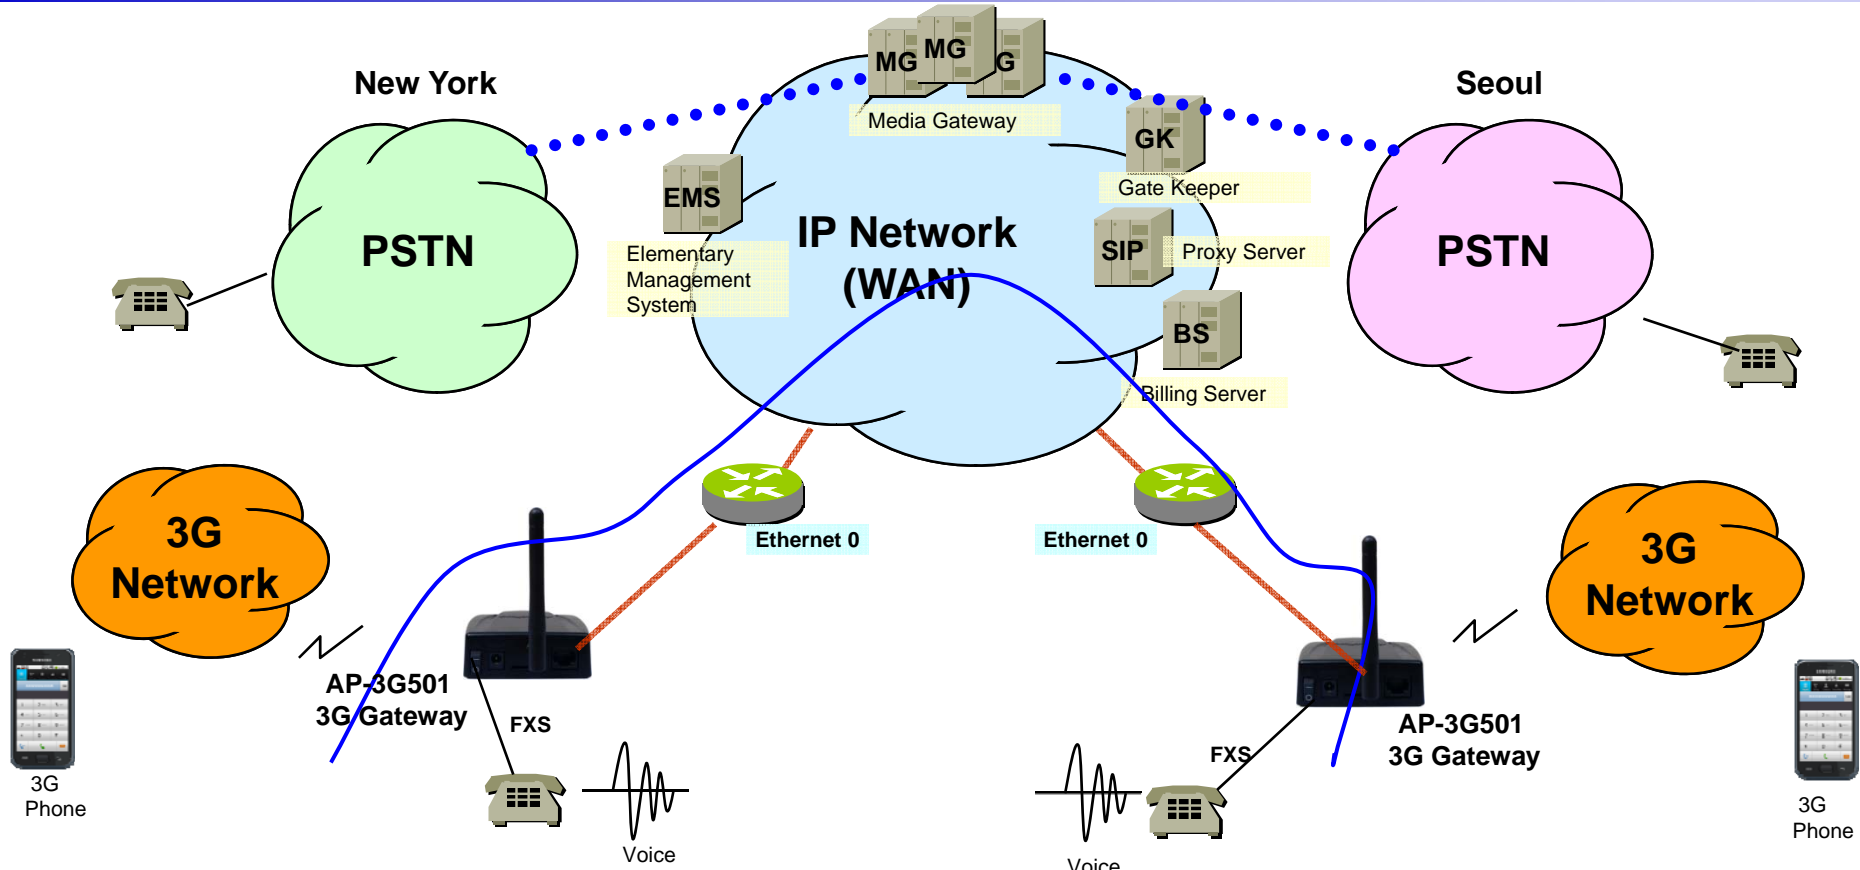 New York
Seoul
MG
MG
G
Media Gateway
GK
Gate Keeper
EMS
Elementary
Management
System
IP Network
(WAN)
SIP
Proxy Server
BS
Billing Server
PSTN
PSTN
3G
Network
3G
Network
Ethernet 0
Ethernet 0
AP-3G501
3G Gateway
FXS
AP-3G501
3G Gateway
FXS
3G
Phone
3G
Phone
Voice
Voice